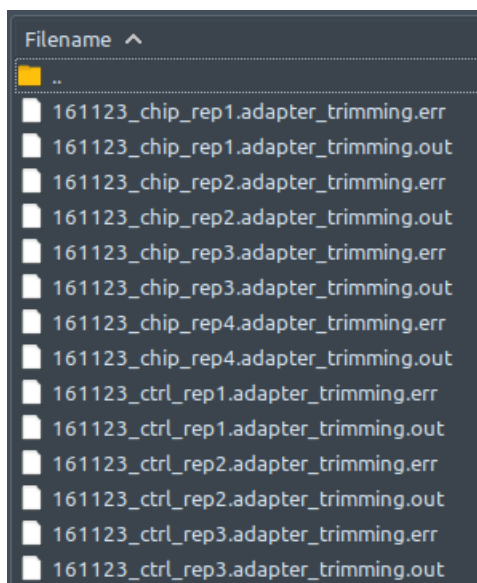 Filename
..
161123_chip_rep1.adapter_trimming.err
161123_chip_rep1.adapter_trimming.out
161123_chip_rep2.adapter_trimming.err
161123_chip_rep2.adapter_trimming.out
161123_chip_rep3.adapter_trimming.err
161123_chip_rep3.adapter_trimming.out
161123_chip_rep4.adapter_trimming.err
161123_chip_rep4.adapter_trimming.out
161123_ctrl_rep1.adapter_trimming.err
161123_ctrl_rep1.adapter_trimming.out
161123_ctrl_rep2.adapter_trimming.err
161123_ctrl_rep2.adapter_trimming.out
161123_ctrl_rep3.adapter_trimming.err
161123_ctrl_rep3.adapter_trimming.out